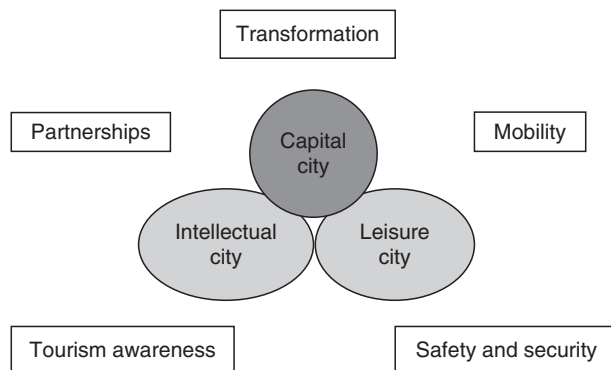 Transformation
Partnerships
Mobility
Capital
city
Intellectual
city
Leisure
city
Tourism awareness
Safety and security